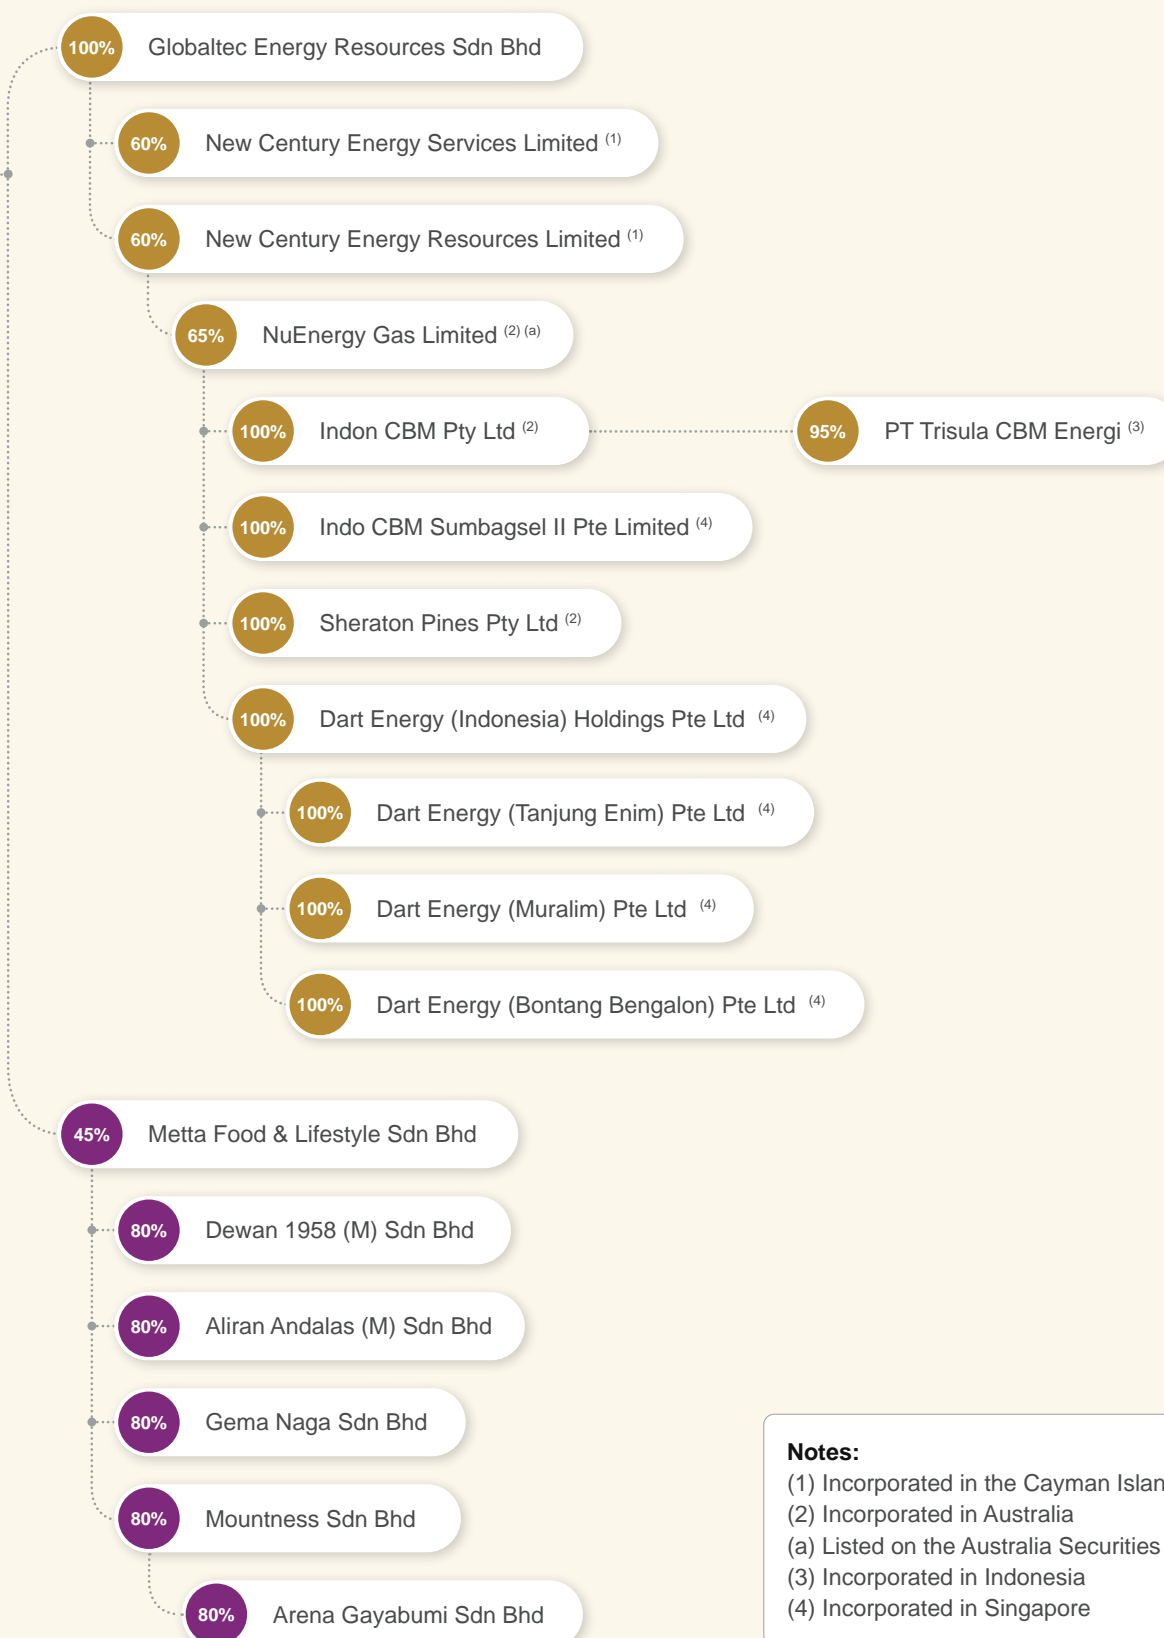 100% Globaltec Energy Resources Sdn Bhd
60% New Century Energy Services Limited (1)
60% New Century Energy Resources Limited (1)
65% NuEnergy Gas Limited (2) (a)
100% Indon CBM Pty Ltd (2) 95% PT Trisula CBM Energi (3)
100% Indo CBM Sumbagsel II Pte Limited (4)
100% Sheraton Pines Pty Ltd (2)
100% Dart Energy (Indonesia) Holdings Pte Ltd (4)
100% Dart Energy (Tanjung Enim) Pte Ltd (4)
100% Dart Energy (Muralim) Pte Ltd (4)
100% Dart Energy (Bontang Bengalon) Pte Ltd (4)
45% Metta Food & Lifestyle Sdn Bhd
80% Dewan 1958 (M) Sdn Bhd
80% Aliran Andalas (M) Sdn Bhd
80% Gema Naga Sdn Bhd
80% Mountness Sdn Bhd
80% Arena Gayabumi Sdn Bhd
Notes:
(1) Incorporated in the Cayman Islan
(2) Incorporated in Australia
(a) Listed on the Australia Securities
(3) Incorporated in Indonesia
(4) Incorporated in Singapore